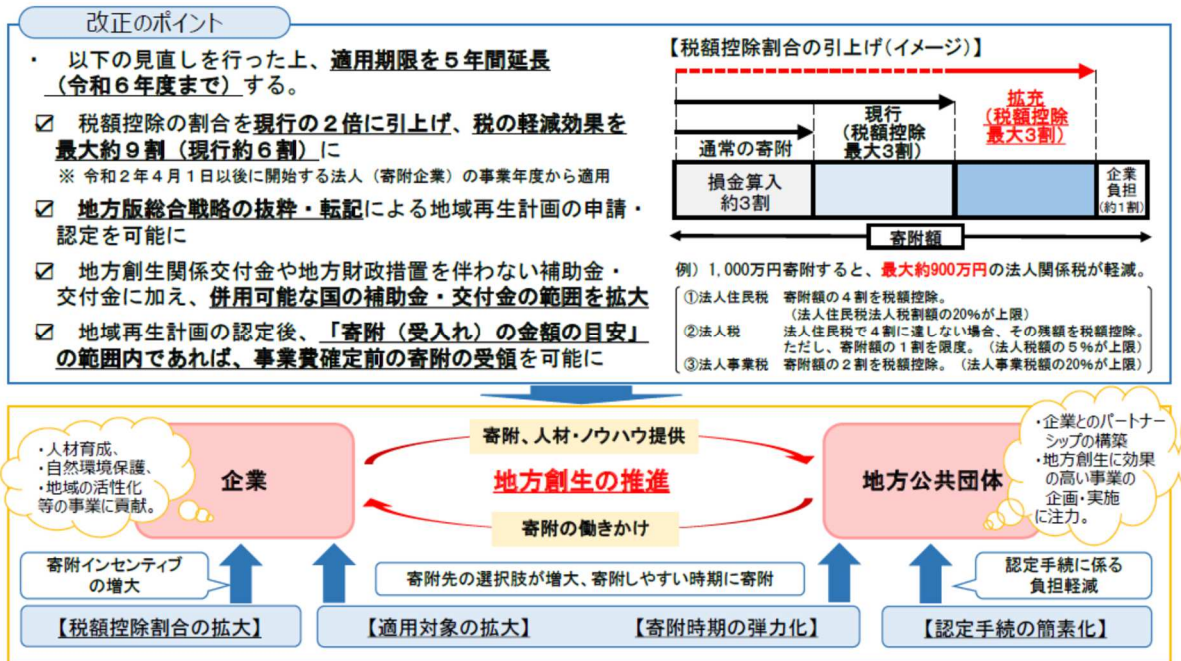 改正のポイント
・ 以下の見直しを行った上、適用期限を５年間延長
（令和６年度まで）する。
☑ 税額控除の割合を現行の２倍に引上げ、税の軽減効果を
最大約９割（現行約６割）に
※ 令和２年４月１日以後に開始する法人（寄附企業）の事業年度から適用
☑ 地方版総合戦略の抜粋・転記による地域再生計画の申請・
認定を可能に
☑ 地方創生関係交付金や地方財政措置を伴わない補助金・
交付金に加え、併用可能な国の補助金・交付金の範囲を拡大
☑ 地域再生計画の認定後、「寄附（受入れ）の金額の目安」
の範囲内であれば、事業費確定前の寄附の受領を可能に
【税額控除割合の引上げ（イメージ）】
通常の寄附
現行
（税額控除
最大3割）
拡充
（税額控除
最大3割）
損金算入
約3割
企業
負担
（約1割）
寄附額
例）1,000万円寄附すると、最大約900万円の法人関係税が軽減。
①法人住民税 寄附額の４割を税額控除。
（法人住民税法人税割額の20%が上限）
②法人税 法人住民税で４割に達しない場合、その残額を税額控除。
ただし、寄附額の１割を限度。（法人税額の５%が上限）
③法人事業税 寄附額の２割を税額控除。（法人事業税額の20%が上限）
・人材育成、
・自然環境保護、
・地域の活性化
等の事業に貢献。
企業
寄附、人材・ノウハウ提供
地方創生の推進
寄附の働きかけ
地方公共団体
・企業とのパートナー
シップの構築
・地方創生に効果
の高い事業の
企画・実施
に注力。
寄附インセンティブ
の増大
寄附先の選択肢が増大、寄附しやすい時期に寄附
認定手続に係る
負担軽減
【税額控除割合の拡大】
【適用対象の拡大】
【寄附時期の弾力化】
【認定手続の簡素化】